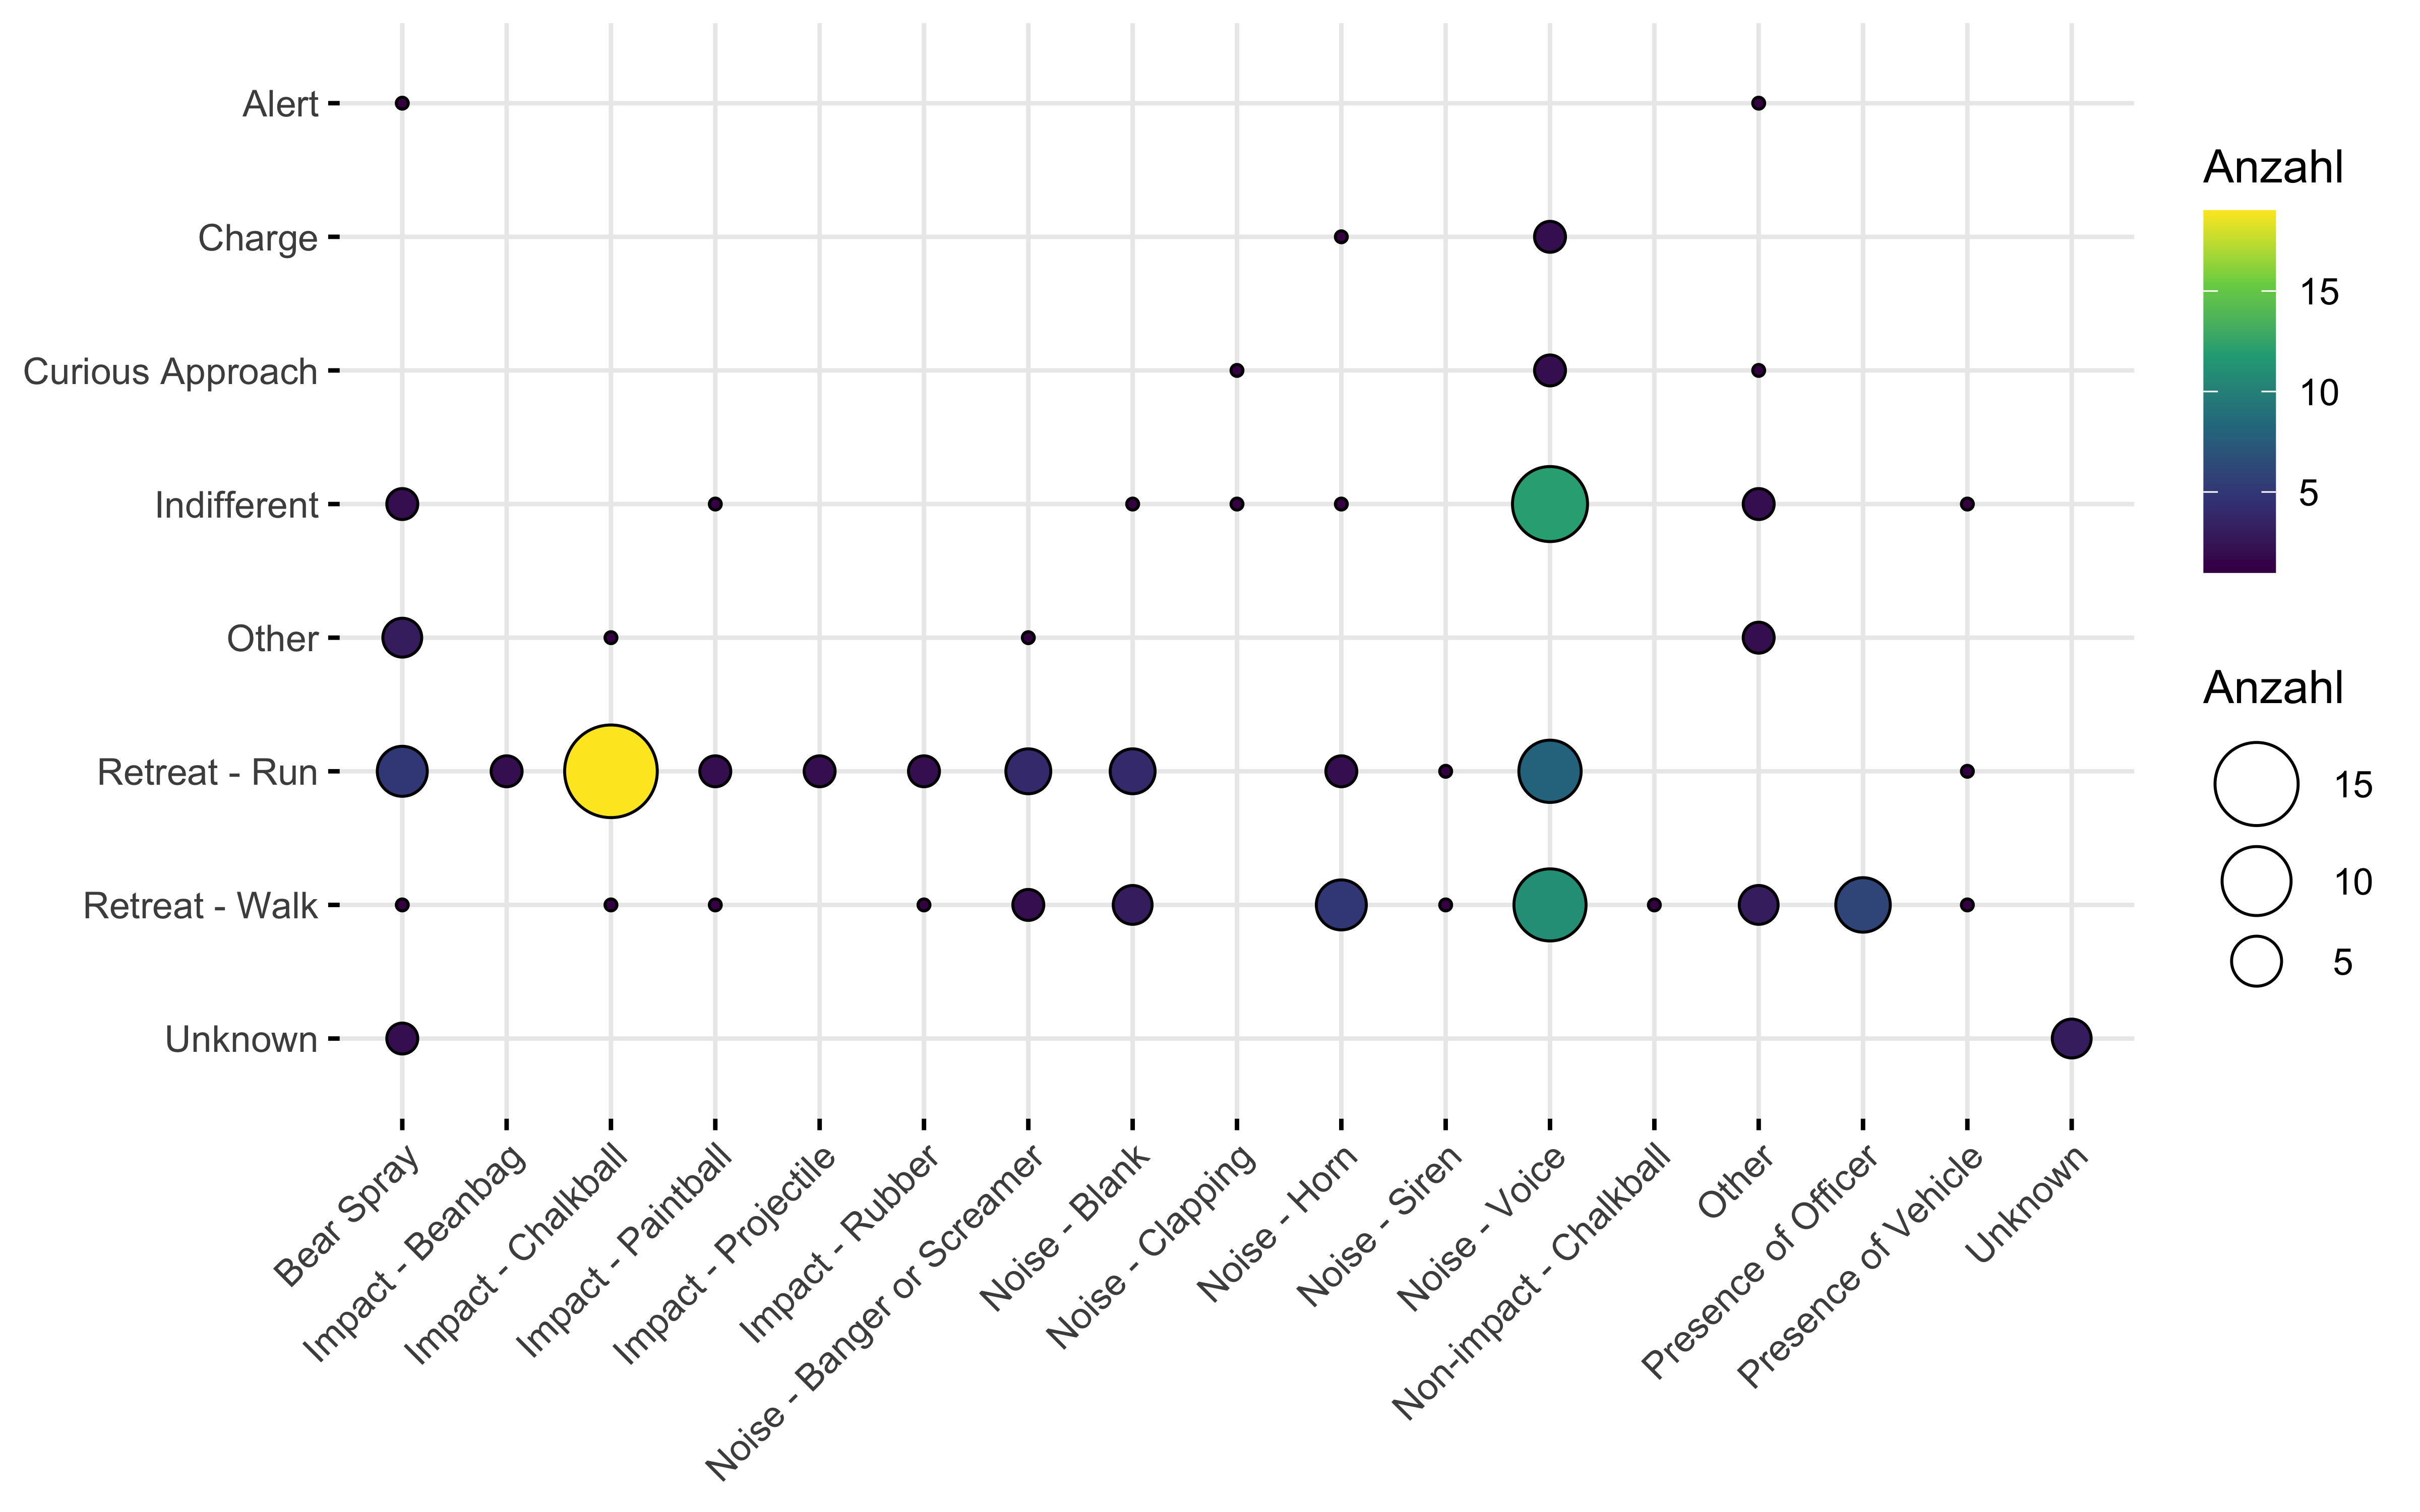 Alert
Charge
Curious Approach
Indifferent
Other
Retreat - Run
Retreat - Walk
Unknown
Bear Spray
Impact - Beanbag
Impact - Chalkball
Impact - Paintball
Impact - Projectile
Impact - Rubber
Noise - Banger or Screamer
Noise - Blank
Noise - Clapping
Noise - Horn
Noise - Siren
Noise - Voice
Non-impact - Chalkball
Other
Presence of Officer
Presence of Vehicle
Unknown
Anzahl
15
10
5
Anzahl
15
10
5